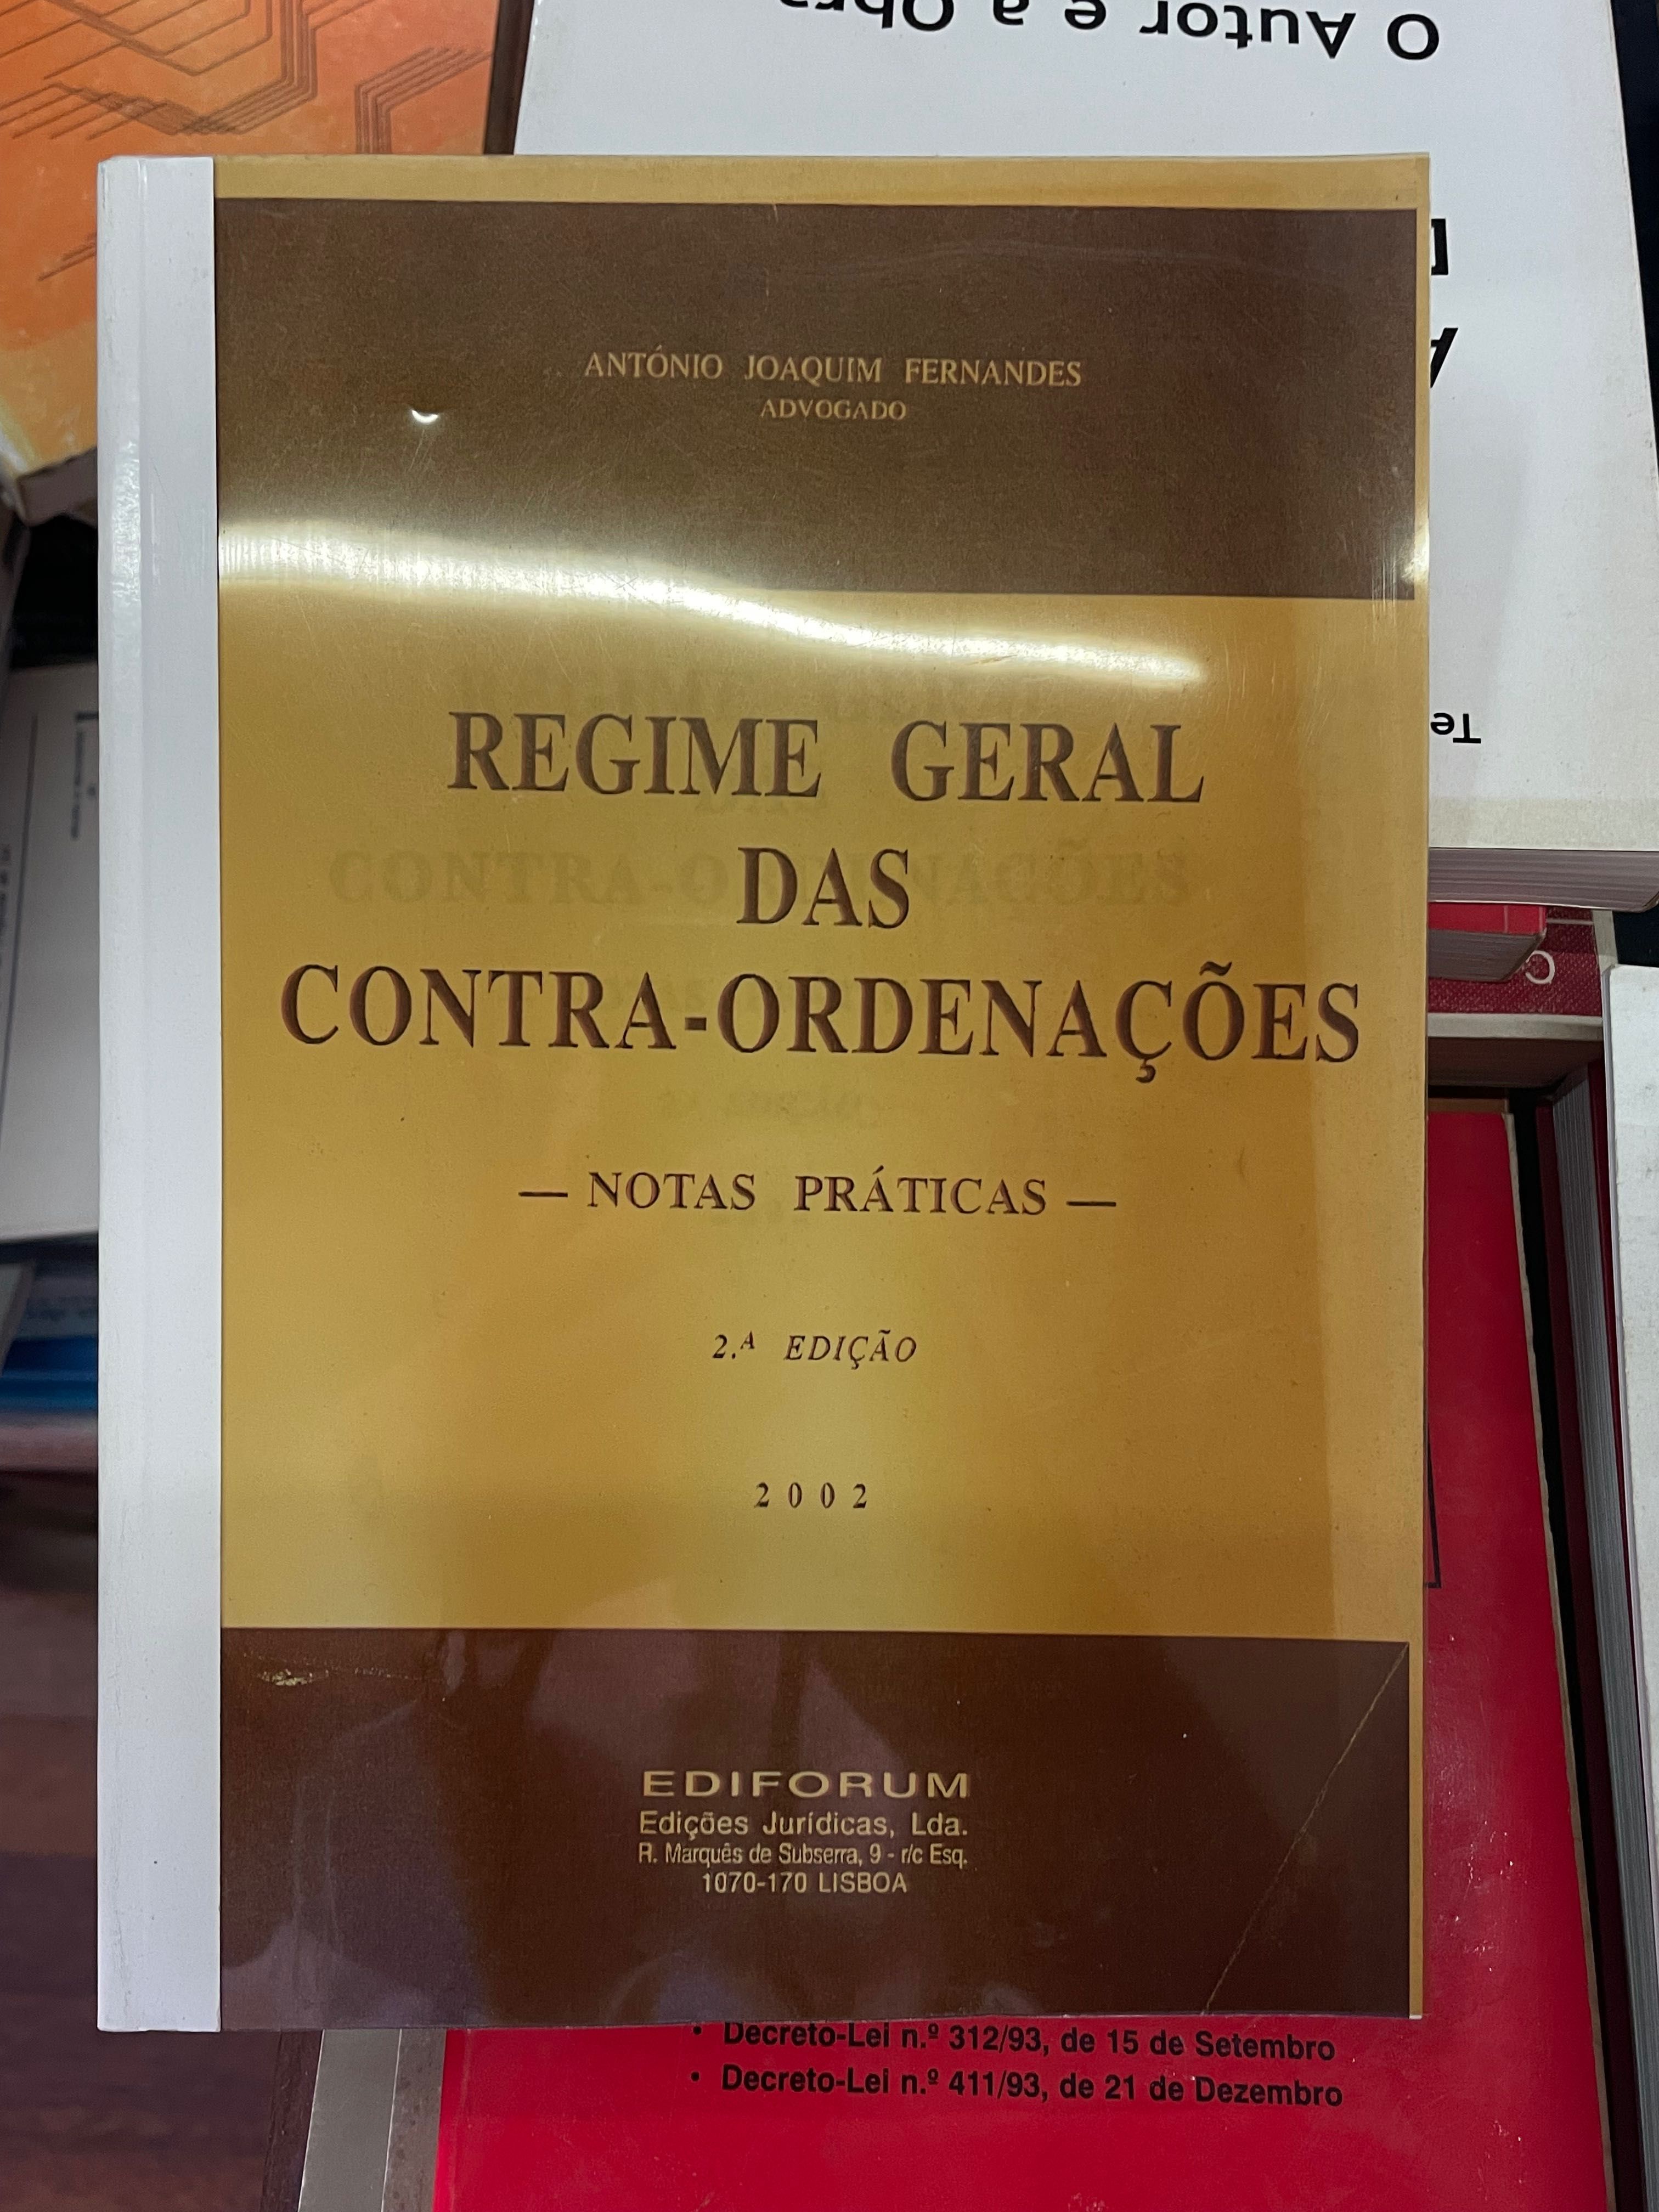 O Autor e a Obra
Te
ANTÓNIO JOAQUIM FERNANDES
ADVOGADO
REGIME GERAL
DAS
CONTRA-ORDENAÇÕES
— NOTAS PRÁTICAS —
2.ª EDIÇÃO
2002
EDIFORUM
Edições Jurídicas, Lda.
R. Marquês de Subserra, 9 - r/c Esq.
1070-170 LISBOA
• Decreto-Lei n.º 312/93, de 15 de Setembro
• Decreto-Lei n.º 411/93, de 21 de Dezembro